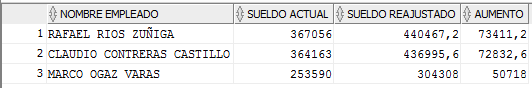 NOMBRE EMPLEADO SUELDO ACTUAL SUELDO REAJUSTADO AUMENTO
1 RAFAEL RIOS ZUÑIGA 367056 440467,2 73411,2
2 CLAUDIO CONTRERAS CASTILLO 364163 436995,6 72832,6
3 MARCO OGAZ VARAS 253590 304308 50718